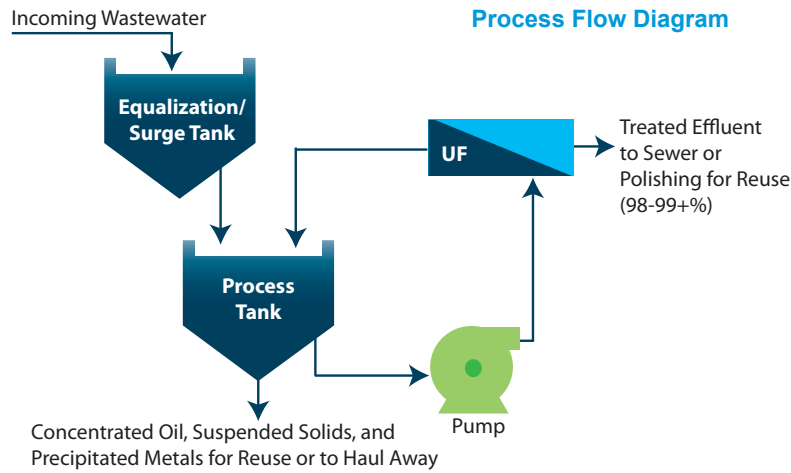 Incoming Wastewater
Process Flow Diagram
Equalization/
Surge Tank
UF
Treated Effluent
to Sewer or
Polishing for Reuse
(98-99+%)
Process
Tank
Pump
Concentrated Oil, Suspended Solids, and
Precipitated Metals for Reuse or to Haul Away